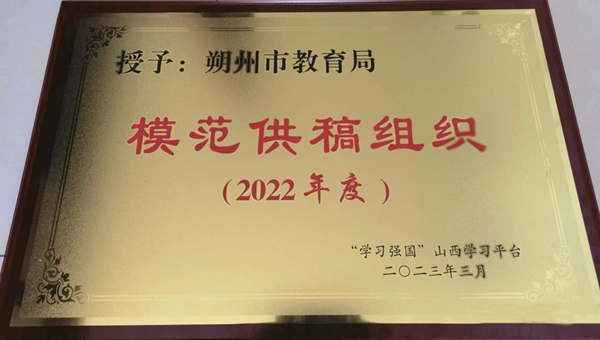 授予：朔州市教育局
模范供稿组织
（2022年度）
“学习强国”山西学习平台
二〇二三年三月